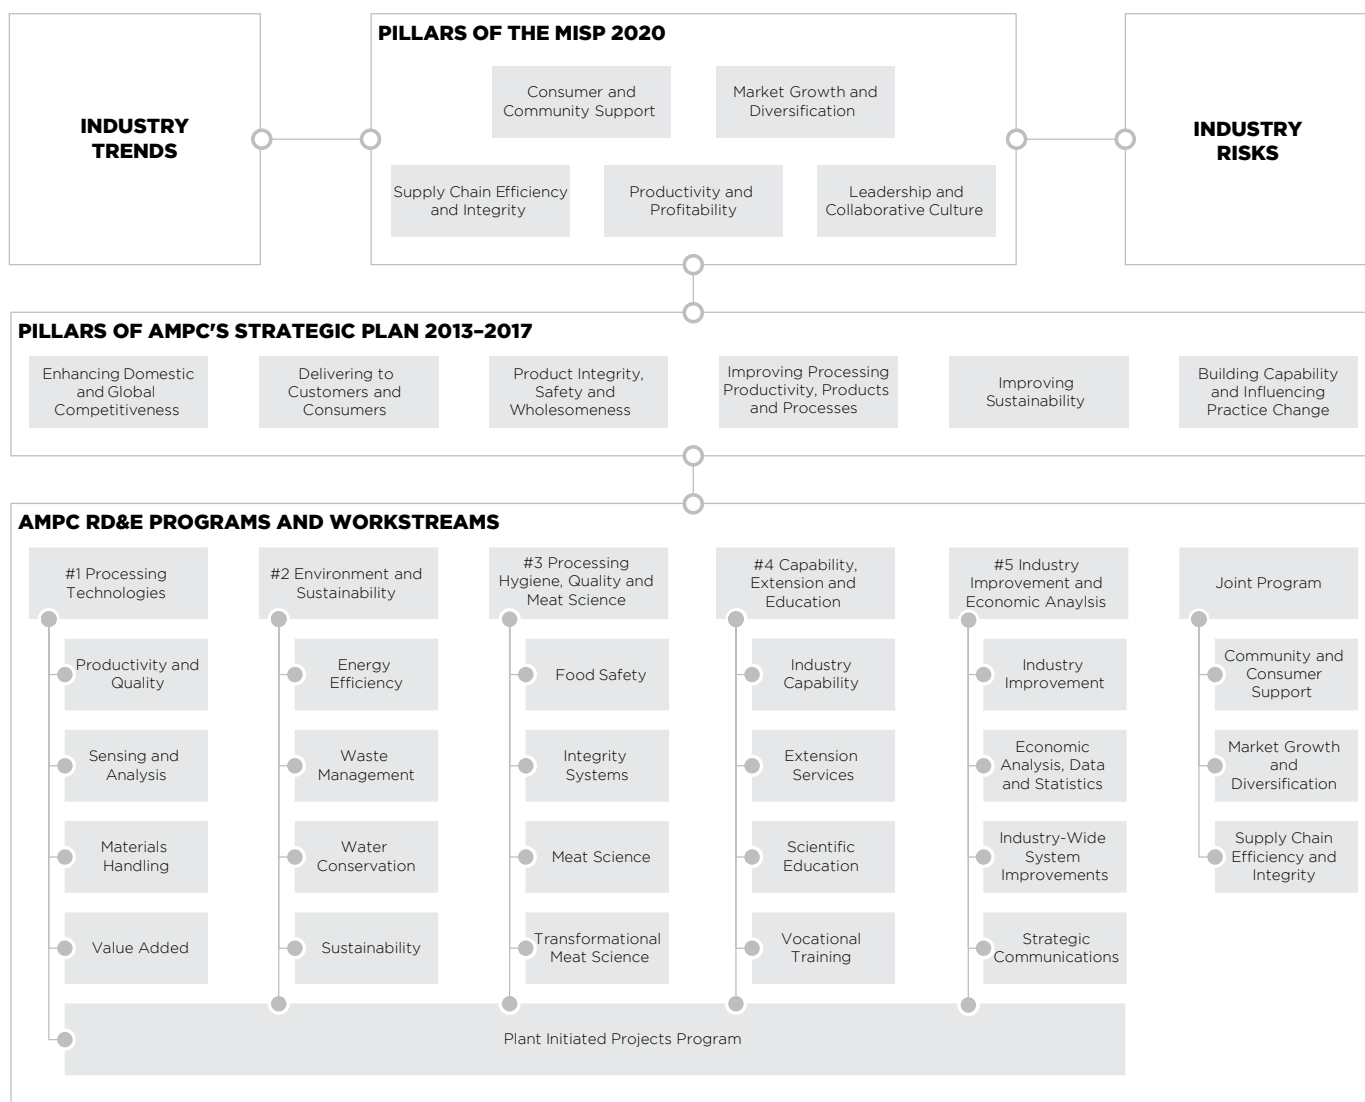 PILLARS OF THE MISP 2020
INDUSTRY
TRENDS
Consumer and
Community Support
Market Growth and
Diversification
Supply Chain Efficiency
and Integrity
Productivity and
Profitability
Leadership and
Collaborative Culture
INDUSTRY
RISKS
PILLARS OF AMPC'S STRATEGIC PLAN 2013–2017
Enhancing Domestic
and Global
Competitiveness
Delivering to
Customers and
Consumers
Product Integrity,
Safety and
Wholesomeness
Improving Processing
Productivity, Products
and Processes
Improving
Sustainability
Building Capability
and Influencing
Practice Change
AMPC RD&E PROGRAMS AND WORKSTREAMS
#1 Processing
Technologies
Productivity and
Quality
Sensing and
Analysis
Materials
Handling
Value Added
#2 Environment and
Sustainability
Energy
Efficiency
Waste
Management
Water
Conservation
Sustainability
#3 Processing
Hygiene, Quality and
Meat Science
Food Safety
Integrity
Systems
Meat Science
Transformational
Meat Science
#4 Capability,
Extension and
Education
Industry
Capability
Extension
Services
Scientific
Education
Vocational
Training
#5 Industry
Improvement and
Economic Anaylsis
Industry
Improvement
Economic
Analysis, Data
and Statistics
Industry-Wide
System
Improvements
Strategic
Communications
Joint Program
Community and
Consumer
Support
Market Growth
and
Diversification
Supply Chain
Efficiency and
Integrity
Plant Initiated Projects Program